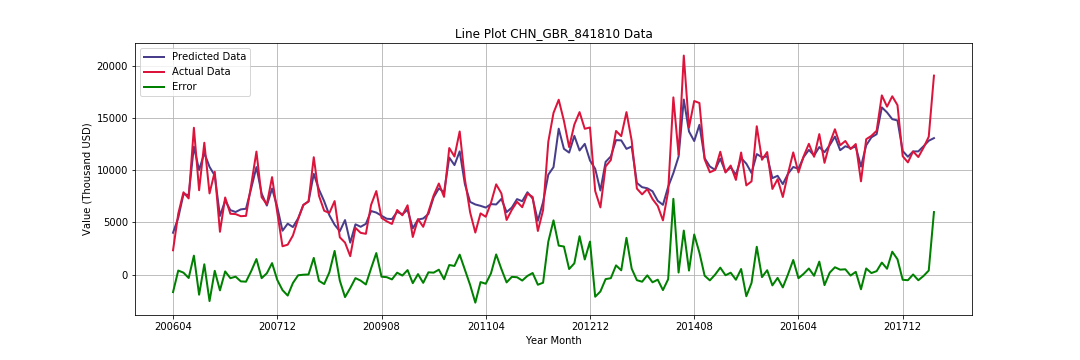 Line Plot CHN_GBR_841810 Data
Predicted Data
Actual Data
Error
Value (Thousand USD)
20000
15000
10000
5000
0
200604 200712 200908 201104 201212 201408 201604 201712
Year Month